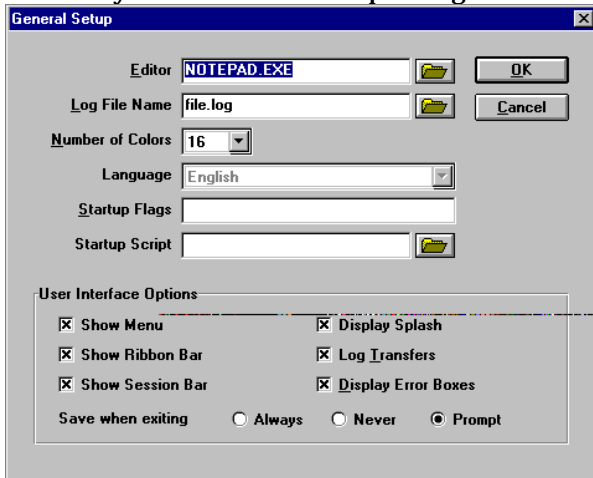 General Setup
Editor NOTEPAD.EXE OK
Log File Name file.log Cancel
Number of Colors 16
Language English
Startup Flags
Startup Script
User Interface Options
Show Menu Display Splash
Show Ribbon Bar Log Transfers
Show Session Bar Display Error Boxes
Save when exiting Always Never Prompt